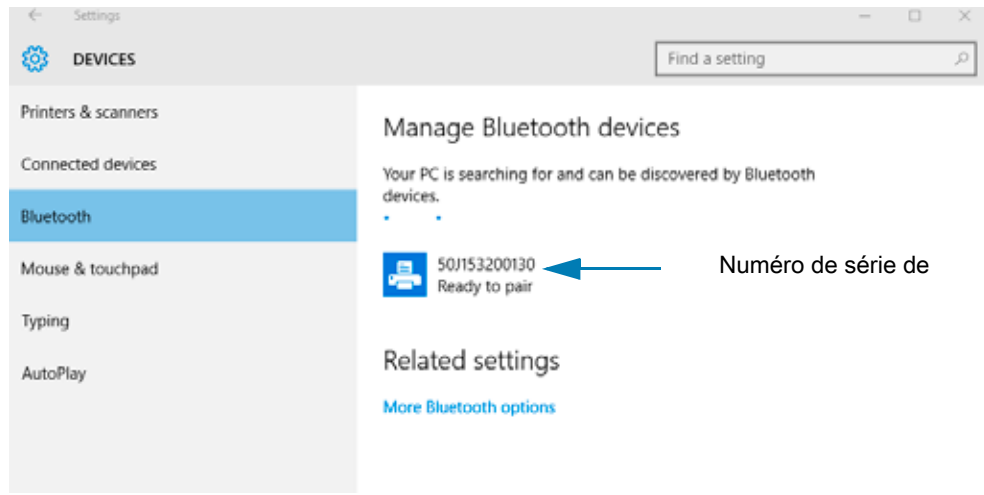 Settings
DEVICES
Find a setting
Printers & scanners
Connected devices
Bluetooth
Mouse & touchpad
Typing
AutoPlay
Manage Bluetooth devices
Your PC is searching for and can be discovered by Bluetooth
devices.
50J153200130
Ready to pair
Numéro de série de
Related settings
More Bluetooth options